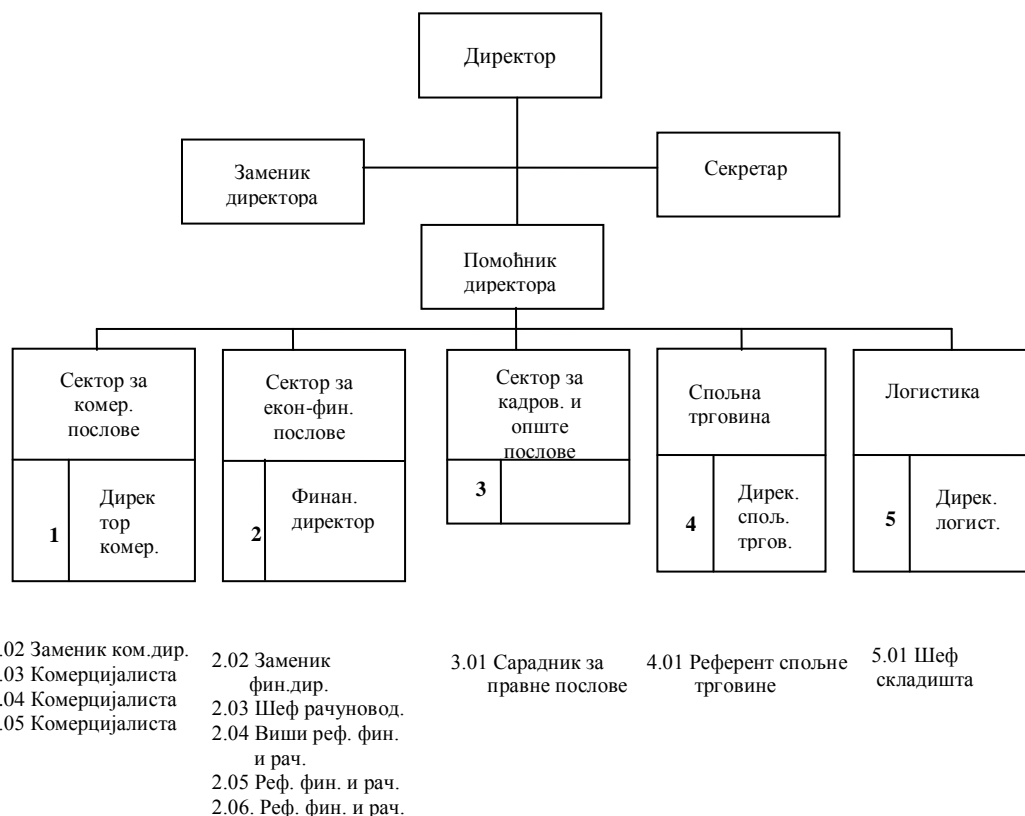 Директор
Заменик
директора
Секретар
Помоћник
директора
Сектор за
комер.
послове
Сектор за
екон-фин.
послове
Сектор за
кадров. и
опште
послове
Спољна
трговина
Логистика
1
Дирек
тор
комер.
2
Финан.
директор
3
4
Дирек.
спољ.
тргов.
5
Дирек.
логист.
.02 Заменик ком.дир.
.03 Комерцијалиста
.04 Комерцијалиста
.05 Комерцијалиста
2.02 Заменик
фин.дир.
2.03 Шеф рачуновод.
2.04 Виши реф. фин.
и рач.
2.05 Реф. фин. и рач.
2.06. Реф. фин. и рач.
3.01 Сарадник за
правне послове
4.01 Референт спољне
трговине
5.01 Шеф
складишта